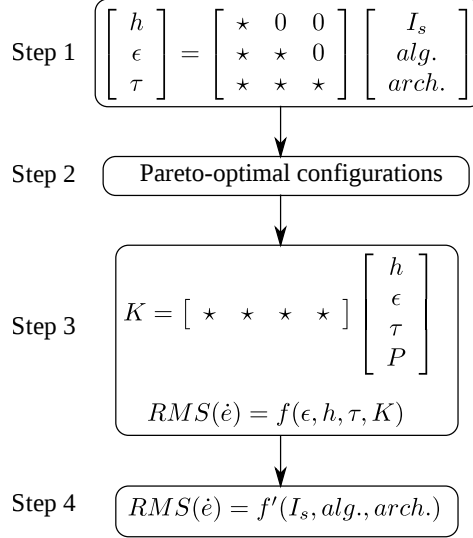 Step 1
[ h ϵ τ ] = [ ⋆ 0 0
⋆ ⋆ 0
⋆ ⋆ ⋆ ] [ I_s alg. arch. ]
Step 2 Pareto-optimal configurations
Step 3
K = [ ⋆ ⋆ ⋆ ⋆ ] [ h ϵ τ P ]
RMS(ė) = f(ϵ, h, τ, K)
Step 4 RMS(ė) = f′(I_s, alg., arch.)